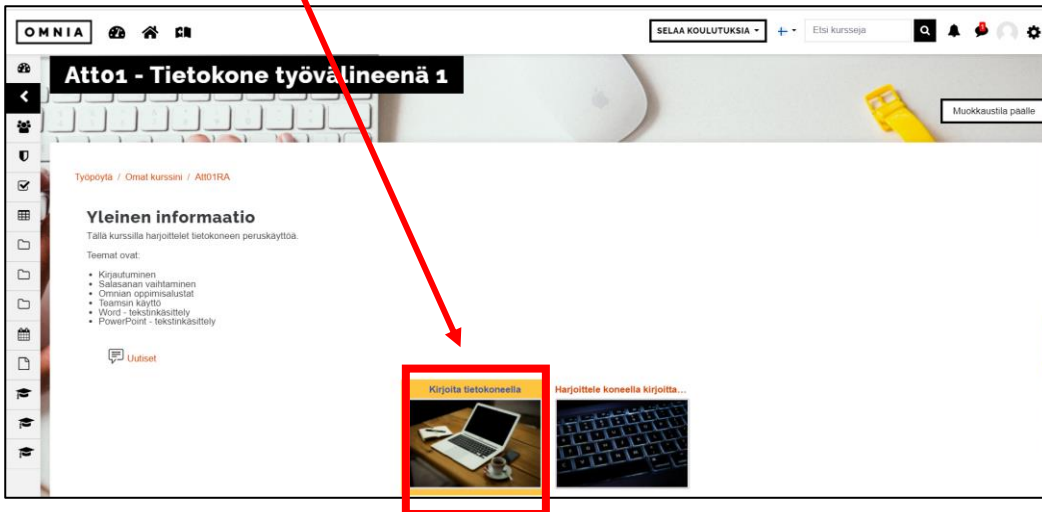 OMNIA
SELAA KOULUTUKSIA
Etsi kursseja
Att01 - Tietokone työvälineenä 1
Muokkaustila päälle
Työpöytä / Omat kurssini / Att01RA
Yleinen informaatio
Tällä kurssilla harjoittelet tietokoneen peruskäyttöä.
Teemat ovat:
• Kirjautuminen
• Salasanan vaihtaminen
• Omnian oppimisalustat
• Teamsin käyttö
• Word - tekstinkäsittely
• PowerPoint - tekstinkäsittely
Uutiset
Kirjoita tietokoneella
Harjoittele koneella kirjoitta...